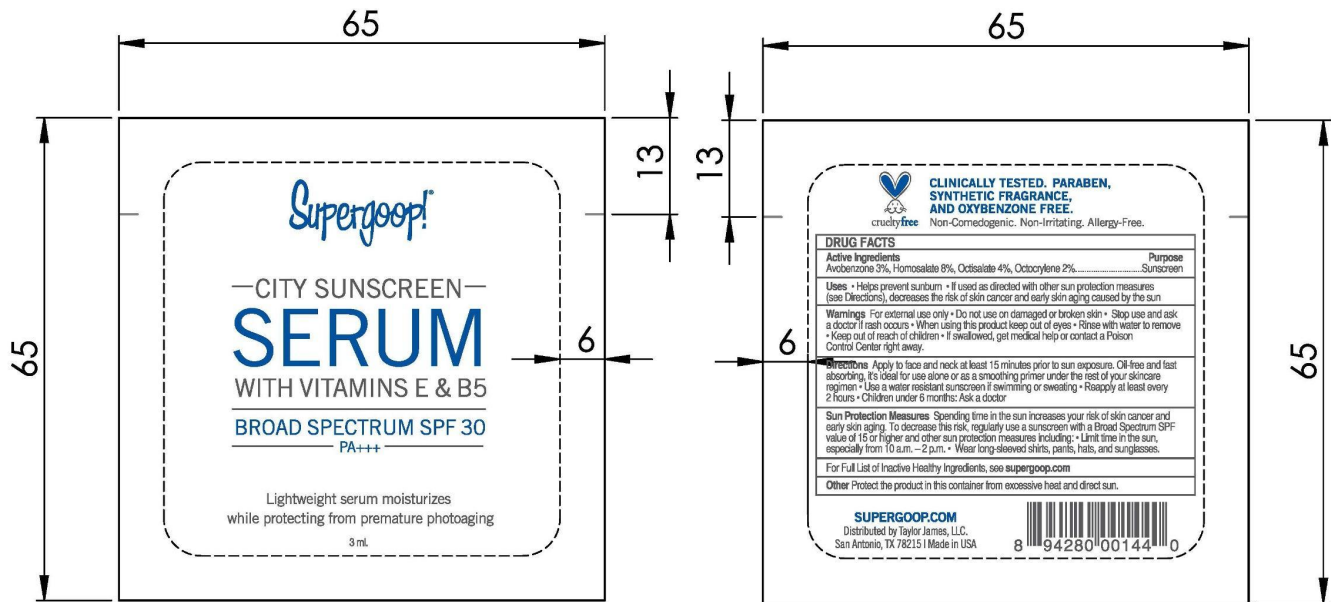 65
65
13
6
Supergoop!®
CITY SUNSCREEN
SERUM
WITH VITAMINS E & B5
BROAD SPECTRUM SPF 30
PA+++
Lightweight serum moisturizes
while protecting from premature photoaging
3 ml.
65
13
6
65
crueltyfree
CLINICALLY TESTED. PARABEN,
SYNTHETIC FRAGRANCE,
AND OXYBENZONE FREE.
Non-Comedogenic. Non-Irritating. Allergy-Free.
DRUG FACTS
Active Ingredients Purpose
Avobenzone 3%, Homosalate 8%, Octisalate 4%, Octocrylene 2%..............................Sunscreen
Uses • Helps prevent sunburn • If used as directed with other sun protection measures
(see Directions), decreases the risk of skin cancer and early skin aging caused by the sun
Warnings For external use only • Do not use on damaged or broken skin • Stop use and ask
a doctor if rash occurs • When using this product keep out of eyes • Rinse with water to remove
• Keep out of reach of children • If swallowed, get medical help or contact a Poison
Control Center right away.
Directions Apply to face and neck at least 15 minutes prior to sun exposure. Oil-free and fast
absorbing, it's ideal for use alone or as a smoothing primer under the rest of your skincare
regimen • Use a water resistant sunscreen if swimming or sweating • Reapply at least every
2 hours • Children under 6 months: Ask a doctor
Sun Protection Measures Spending time in the sun increases your risk of skin cancer and
early skin aging. To decrease this risk, regularly use a sunscreen with a Broad Spectrum SPF
value of 15 or higher and other sun protection measures including: • Limit time in the sun,
especially from 10 a.m. – 2 p.m. • Wear long-sleeved shirts, pants, hats, and sunglasses.
For Full List of Inactive Healthy Ingredients, see supergoop.com
Other Protect the product in this container from excessive heat and direct sun.
SUPERGOOP.COM
Distributed by Taylor James, LLC.
San Antonio, TX 78215 | Made in USA
8 94280 00144 0